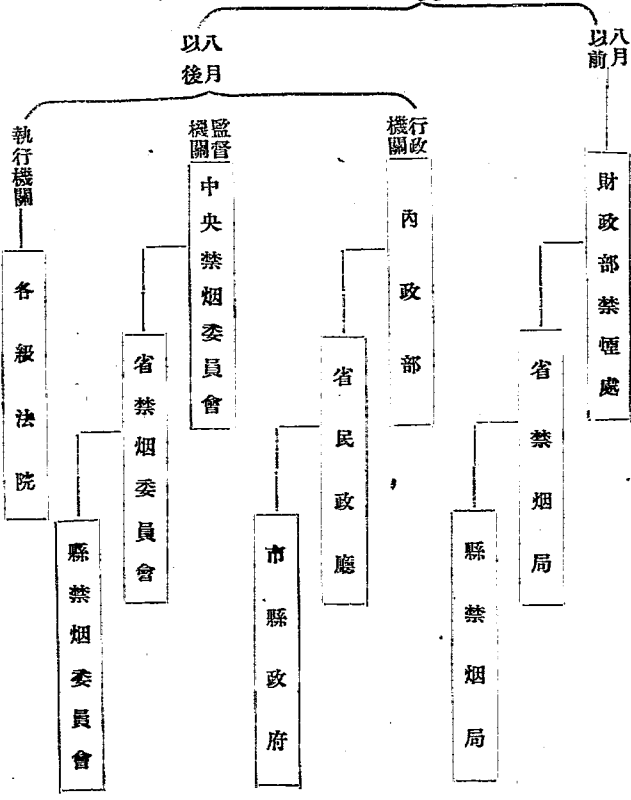 八月
以前
財政部禁煙處
省禁烟局
縣禁烟局
八月
以後
行政
機關
內政部
省民政廳
市縣政府
監督
機關
中央禁烟委員會
省禁烟委員會
縣禁烟委員會
執行機關
各級法院